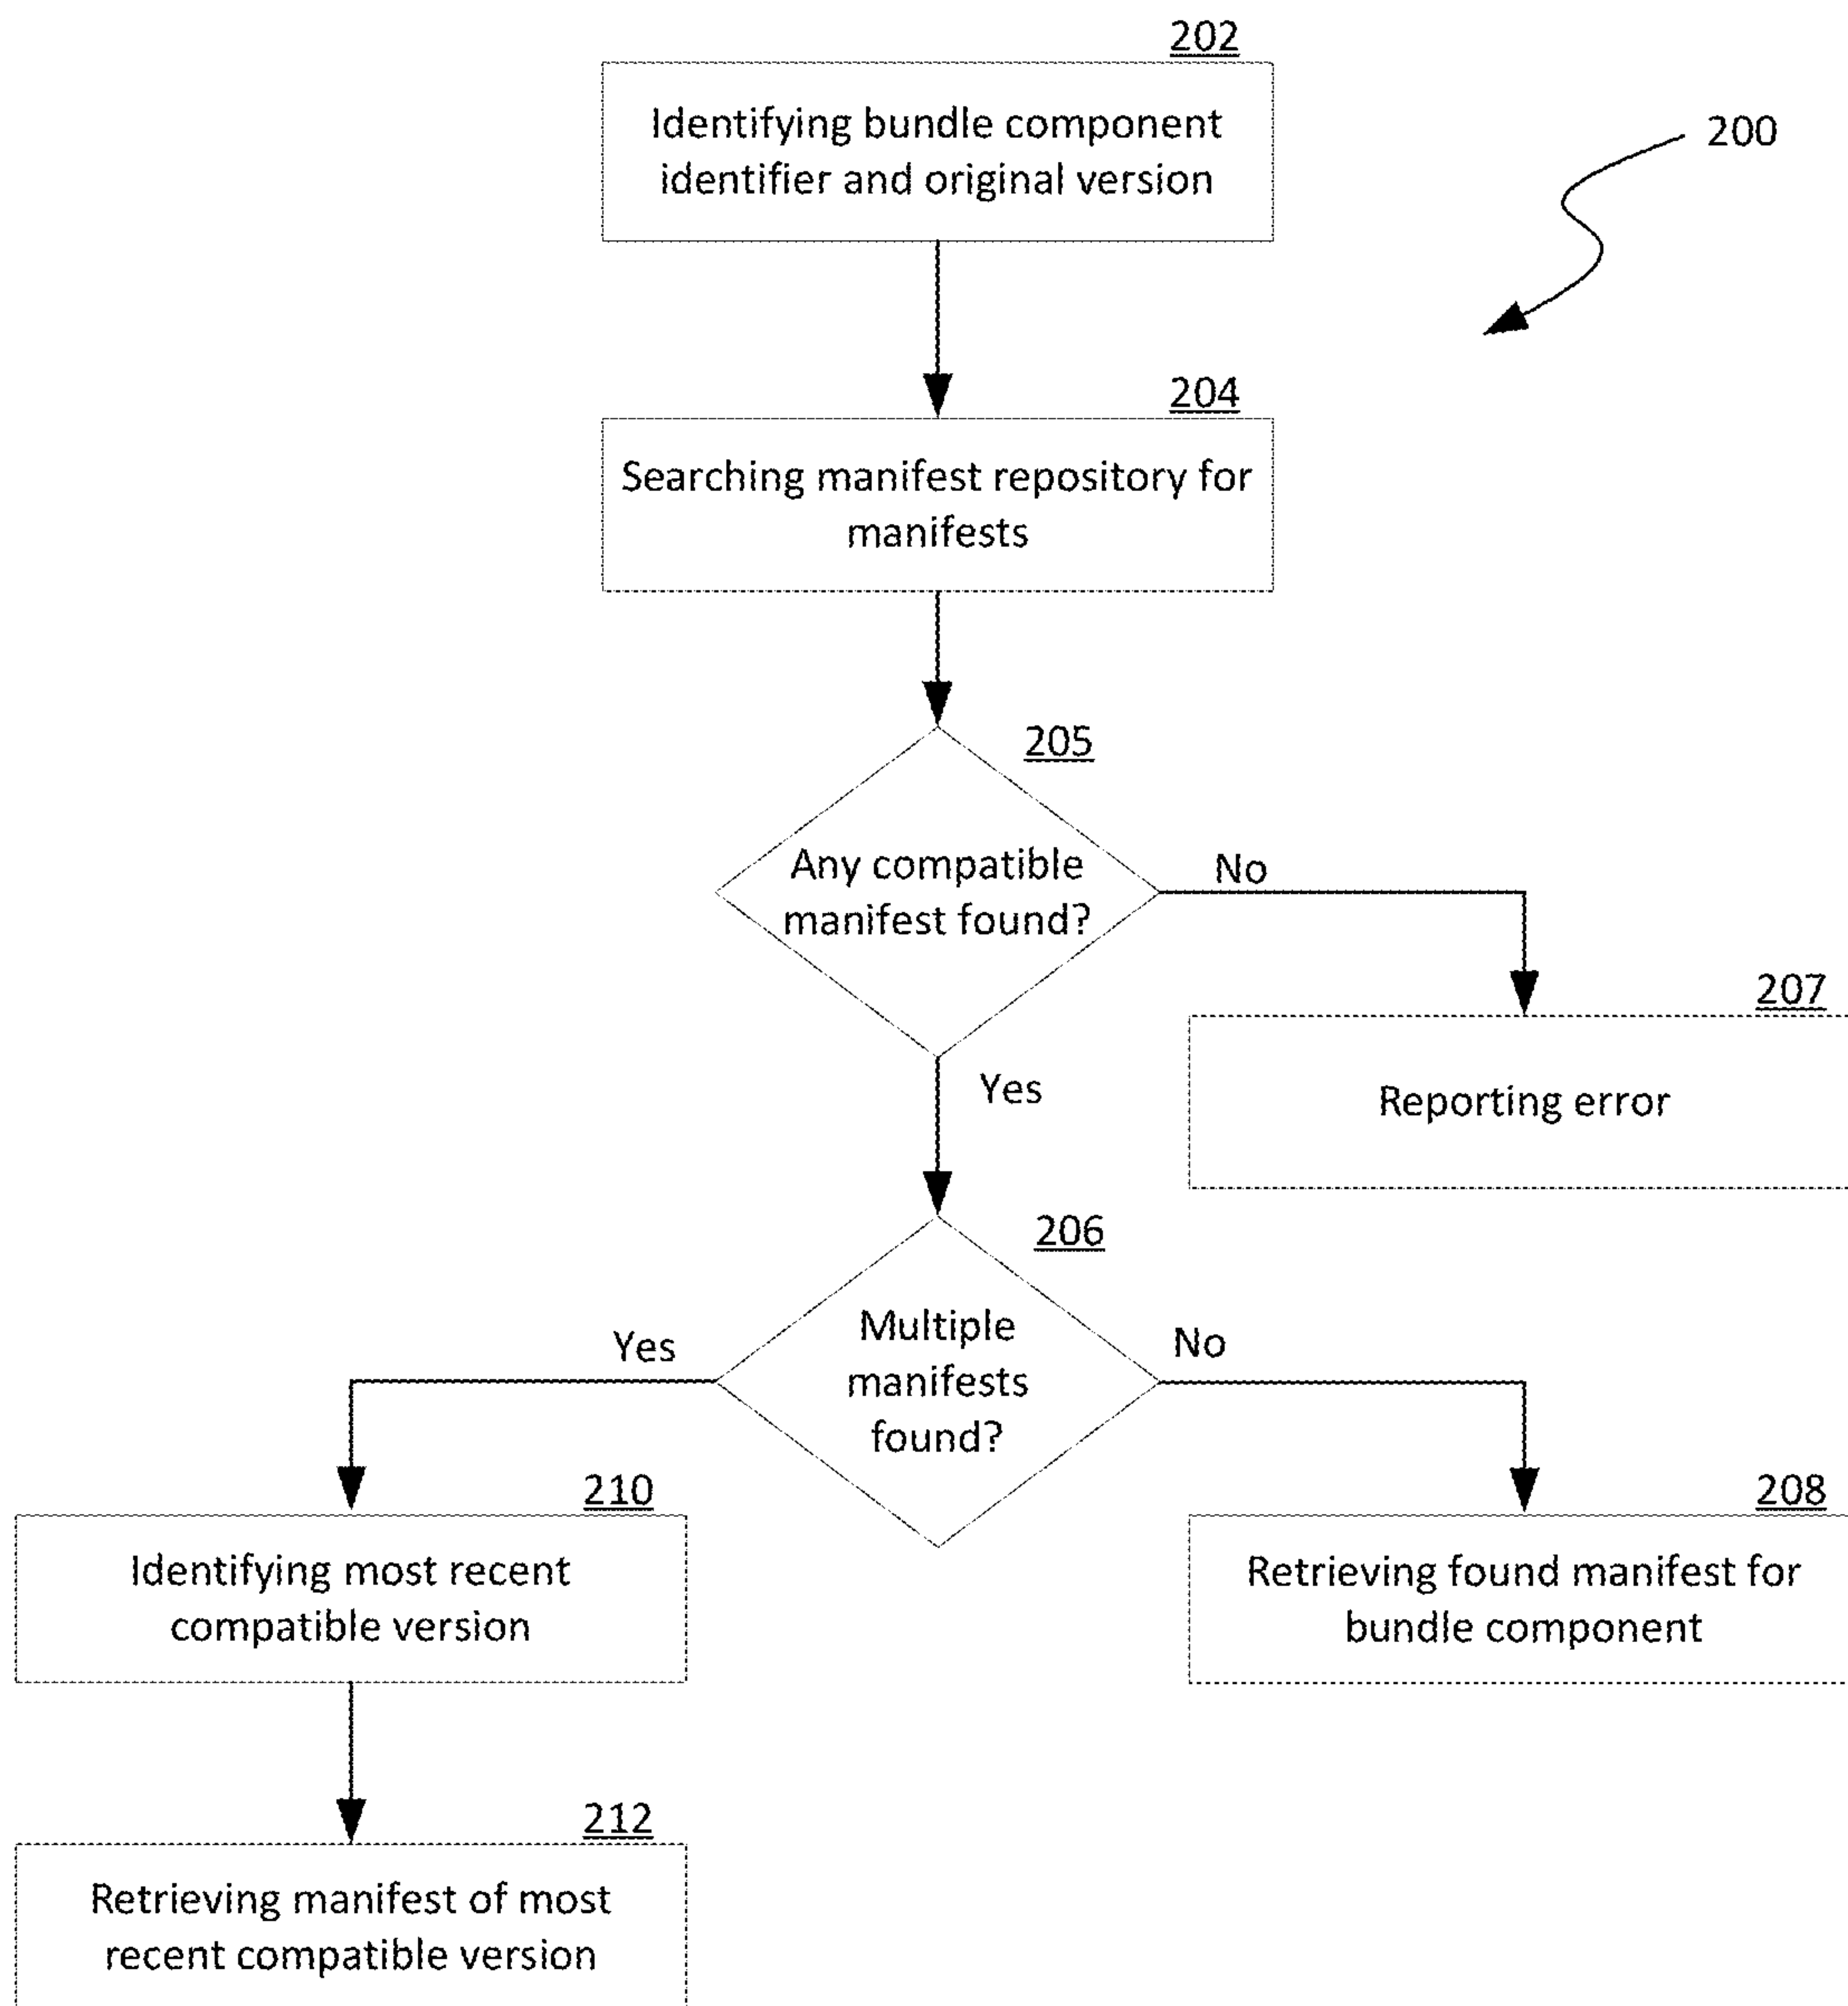 202
Identifying bundle component
identifier and original version
200
204
Searching manifest repository for
manifests
205
Any compatible
manifest found?
No
207
Reporting error
Yes
206
Multiple
manifests
found?
Yes
No
210
Identifying most recent
compatible version
208
Retrieving found manifest for
bundle component
212
Retrieving manifest of most
recent compatible version